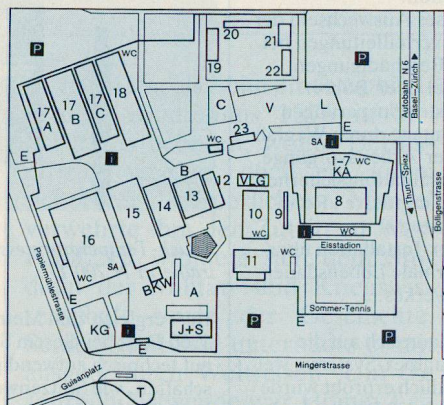 P
20
WC
21
19
22
P
17
A
17
B
17
C
18
C
V
L
Autobahn N 6
Basel–Zürich
WC
23
E
i
SA
i
E
B
1–7 WC
KA
8
Thun–Spiez
Bolligenstrasse
12
VLG
13
14
15
10
9
WC
16
WC
SA
i
WC
Eisstadion
E
11
WC
BKW
A
Sommer-Tennis
Papiermühlestrasse
E
KG
i
E
J+S
P
E
P
Mingerstrasse
Guisanplatz
T